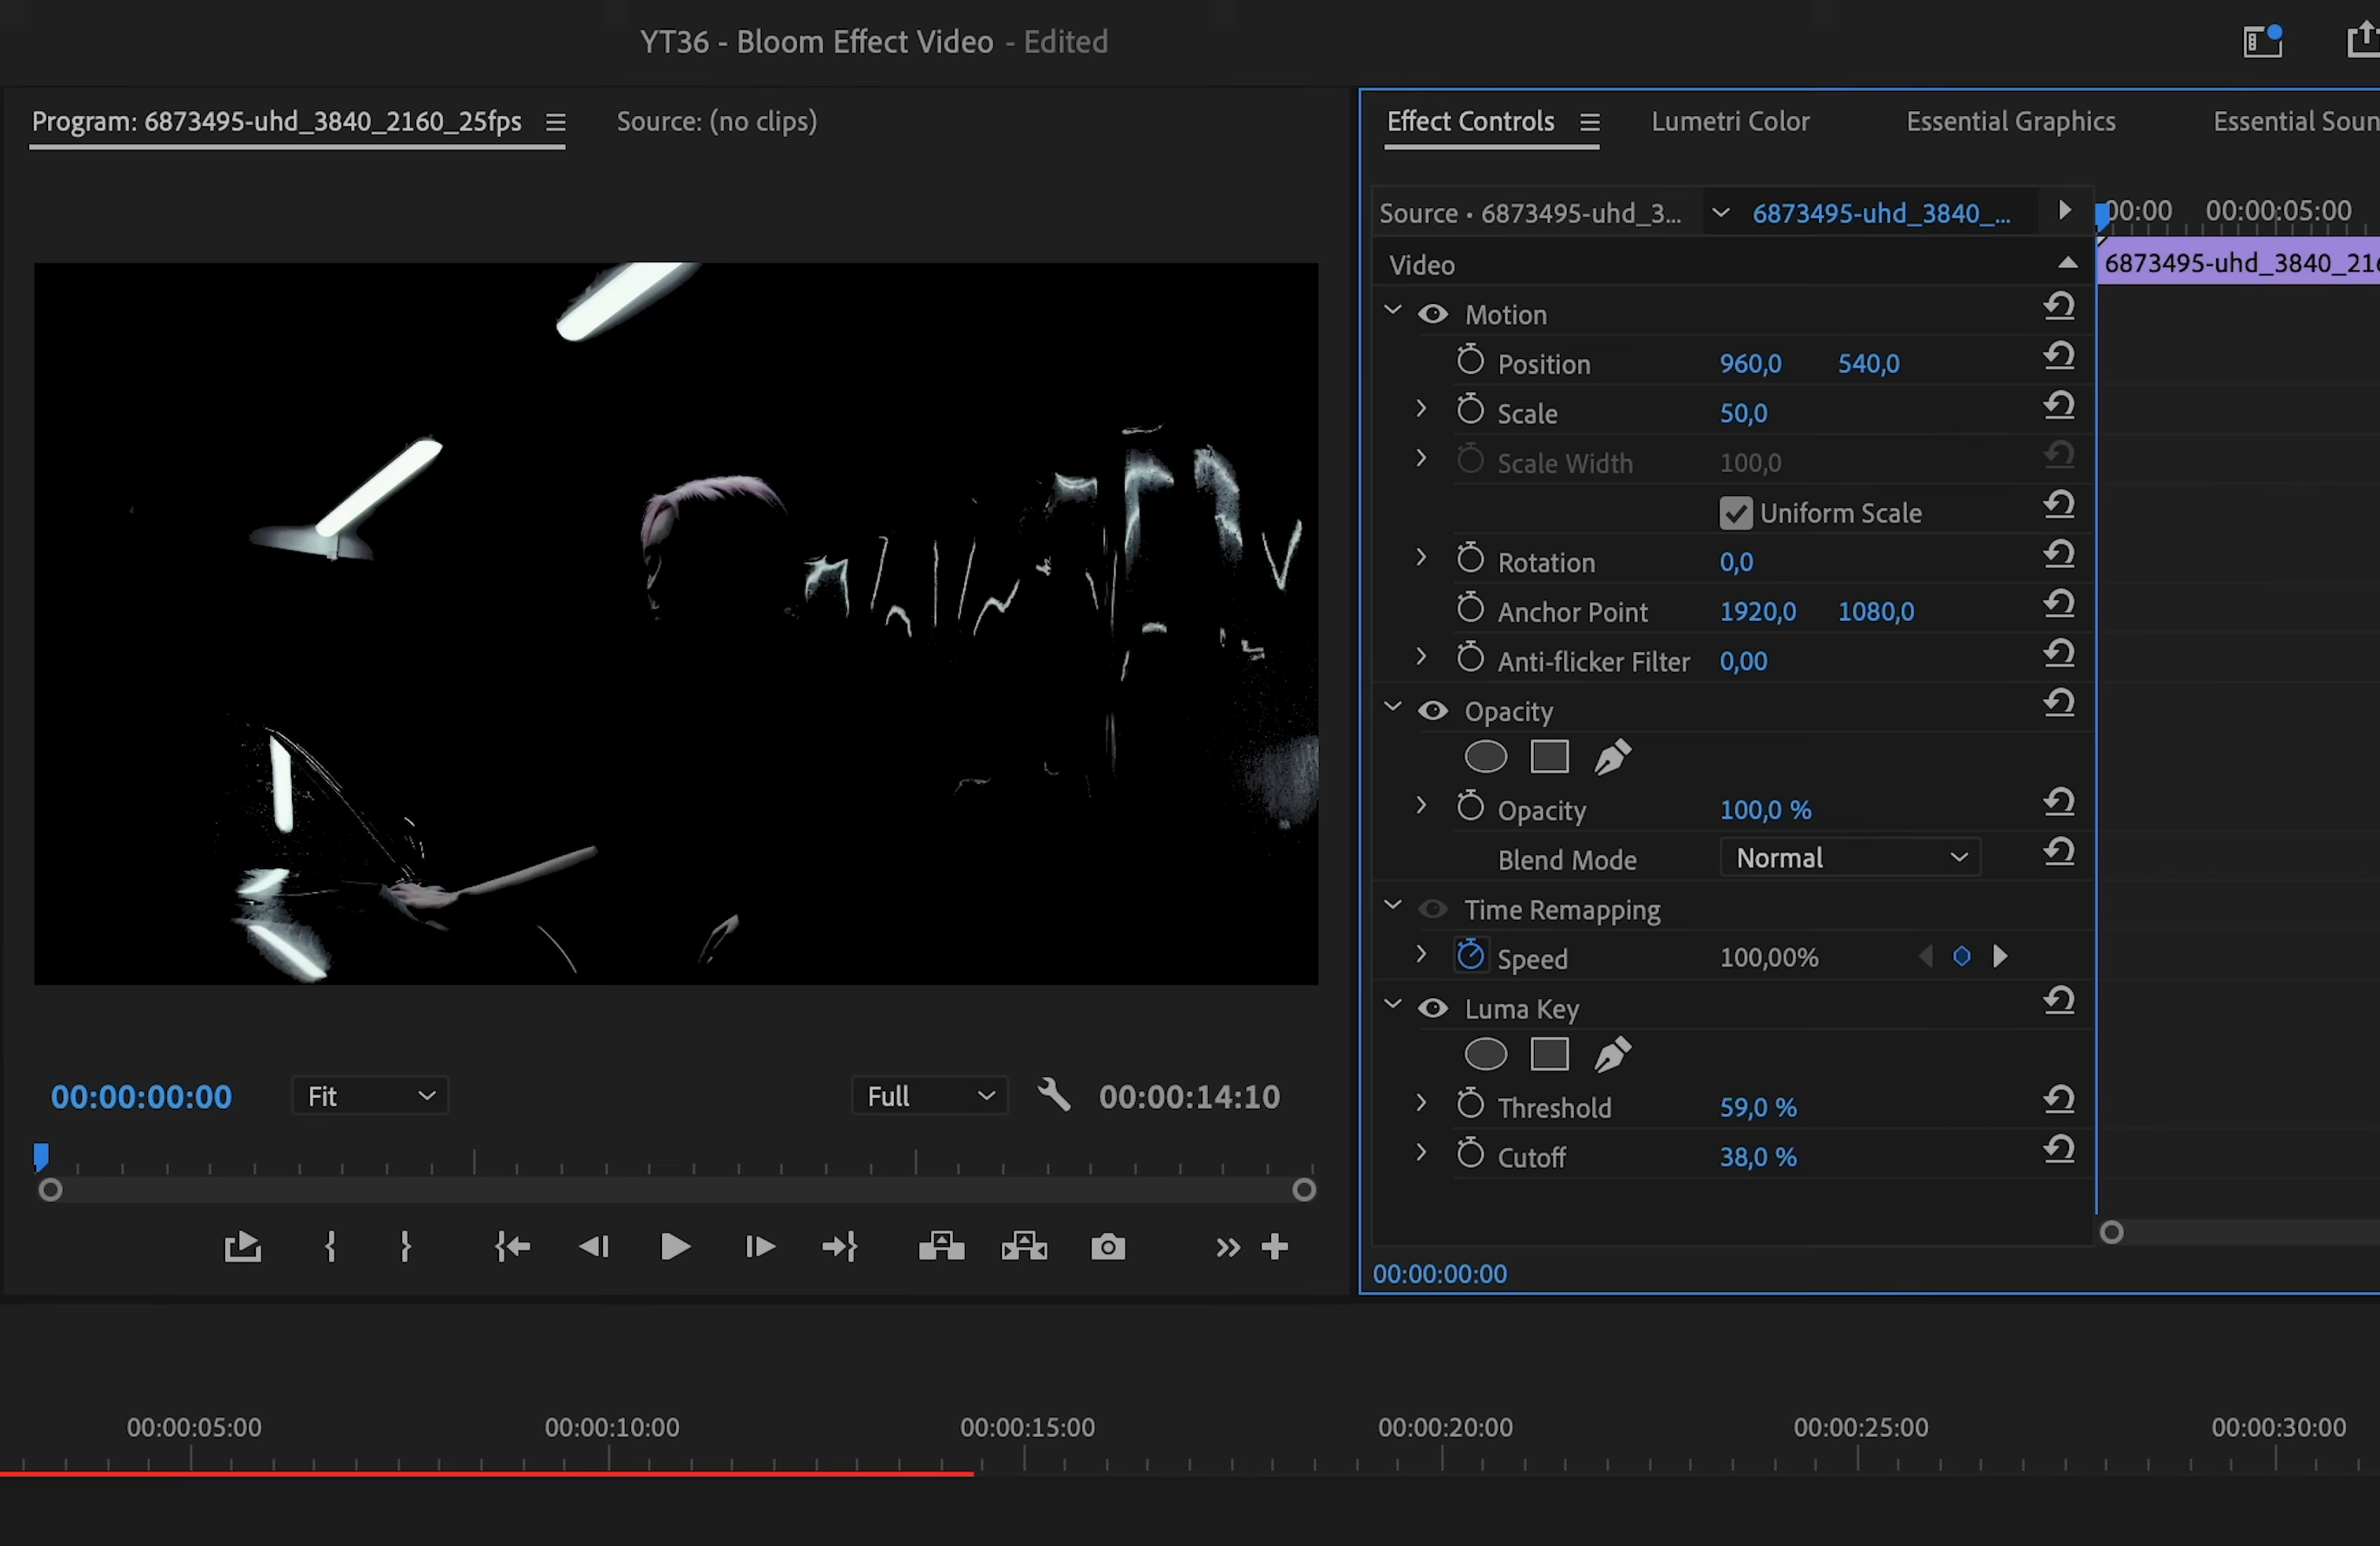 YT36 - Bloom Effect Video - Edited
Program: 6873495-uhd_3840_2160_25fps
Source: (no clips)
Effect Controls
Lumetri Color
Essential Graphics
Essential Soun
Source • 6873495-uhd_3...
6873495-uhd_3840_...
00:00
00:00:05:00
Video
6873495-uhd_3840_216
Motion
Position 960,0 540,0
Scale 50,0
Scale Width 100,0
Uniform Scale
Rotation 0,0
Anchor Point 1920,0 1080,0
Anti-flicker Filter 0,00
Opacity
Opacity 100,0 %
Blend Mode Normal
Time Remapping
Speed 100,00%
Luma Key
Threshold 59,0 %
Cutoff 38,0 %
00:00:00:00
Fit
Full
00:00:14:10
00:00:00:00
00:00:05:00
00:00:10:00
00:00:15:00
00:00:20:00
00:00:25:00
00:00:30:00